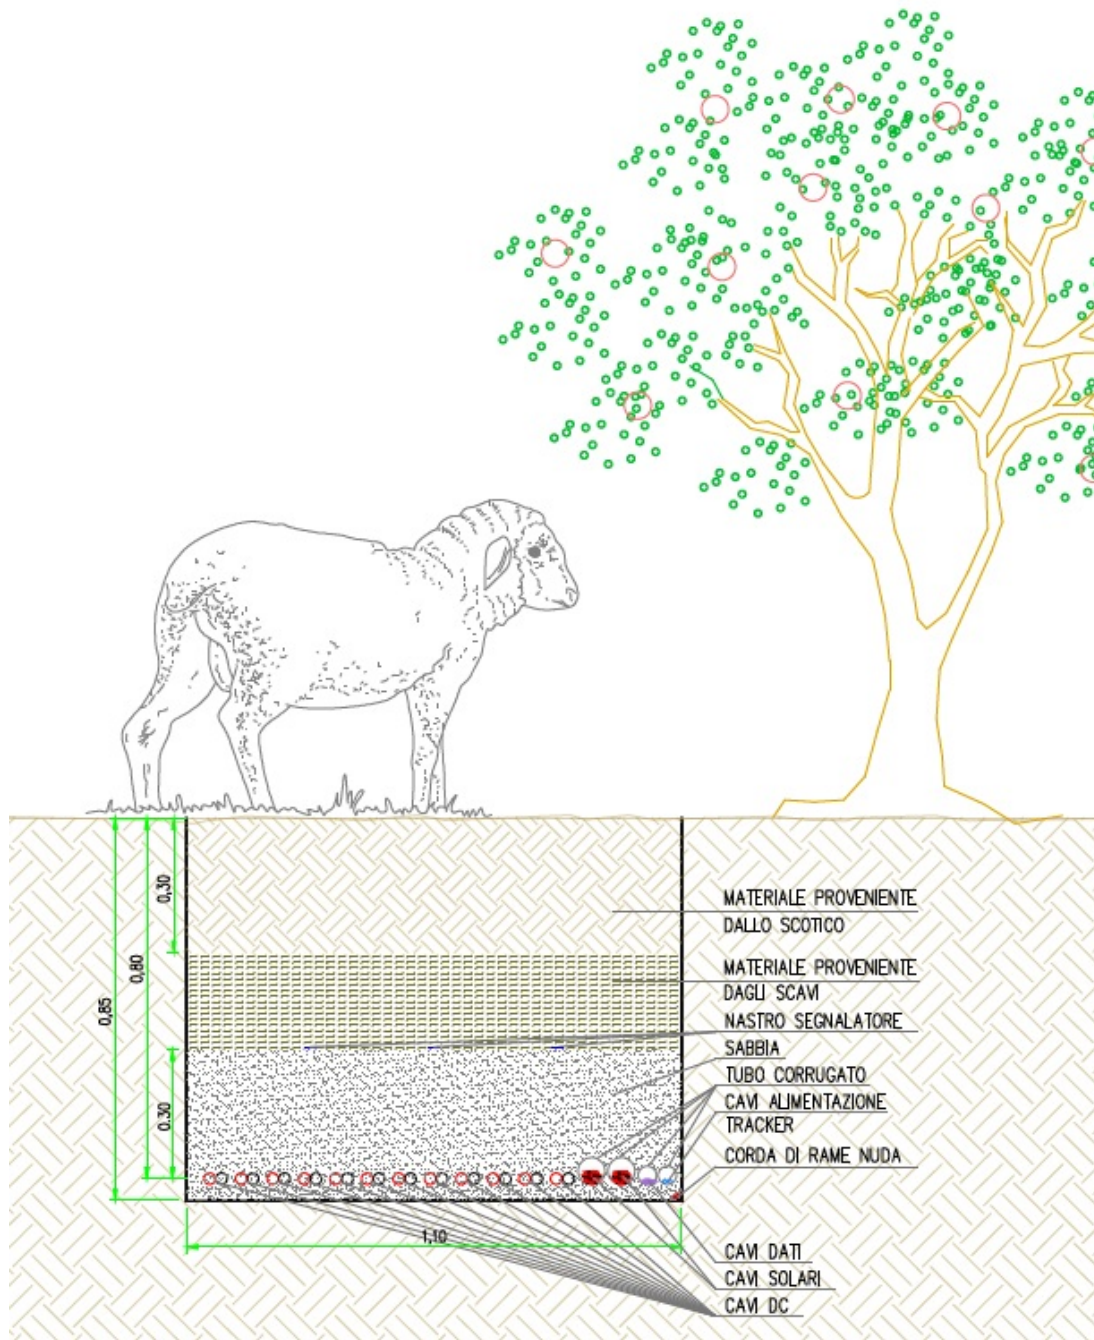 0,30
0,80
0,85
0.30
1,10
MATERIALE PROVENIENTE
DALLO SCOTICO
MATERIALE PROVENIENTE
DAGLI SCAVI
NASTRO SEGNALATORE
SABBIA
TUBO CORRUGATO
CAVI ALIMENTAZIONE
TRACKER
CORDA DI RAME NUDA
CAVI DATI
CAVI SOLARI
CAVI DC